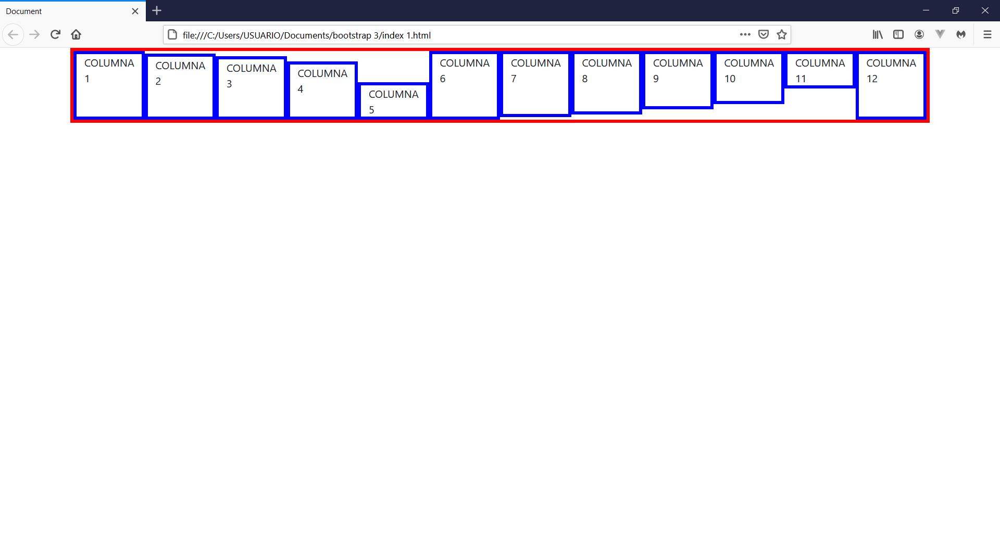 Document
file:///C:/Users/USUARIO/Documents/bootstrap 3/index 1.html
COLUMNA
1
COLUMNA
2
COLUMNA
3
COLUMNA
4
COLUMNA
5
COLUMNA
6
COLUMNA
7
COLUMNA
8
COLUMNA
9
COLUMNA
10
COLUMNA
11
COLUMNA
12